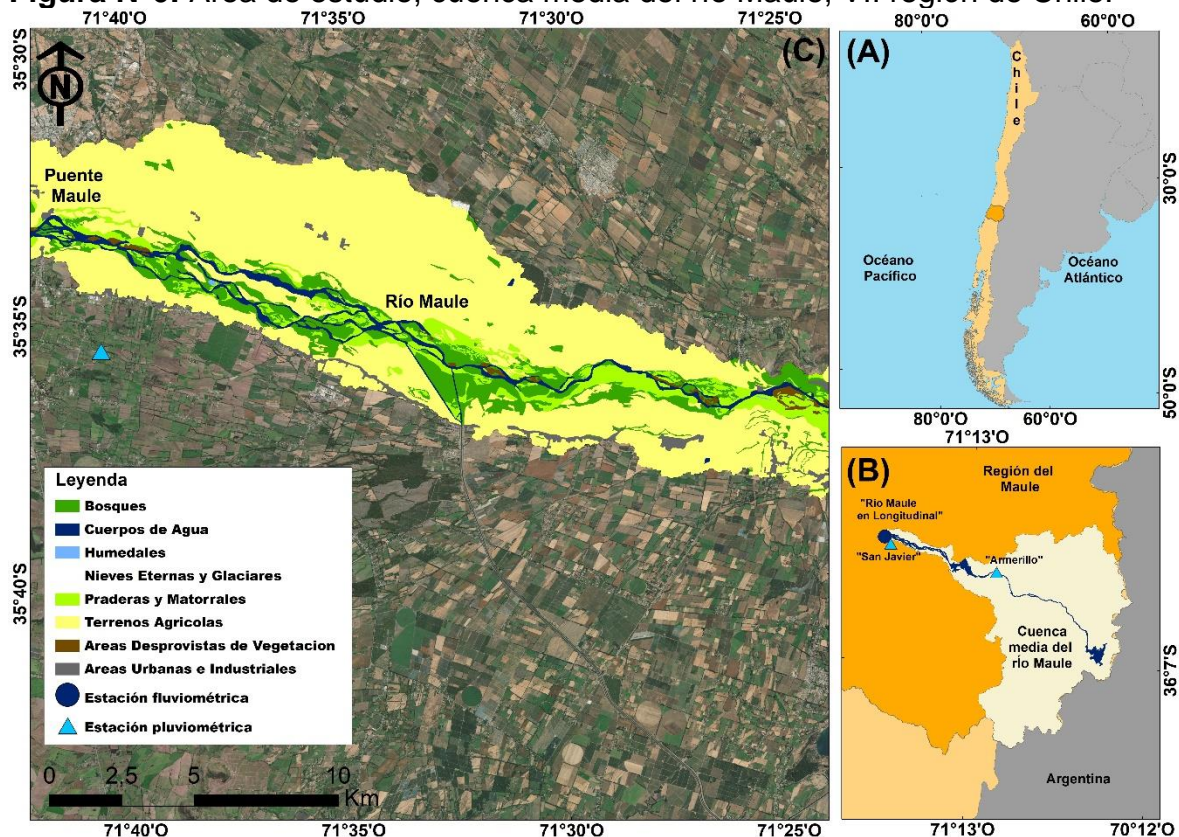 71°40'O 71°35'O 71°30'O 71°25'O
35°30'S
35°35'S
35°40'S
N
(C)
Puente
Maule
Río Maule
Leyenda
Bosques
Cuerpos de Agua
Humedales
Nieves Eternas y Glaciares
Praderas y Matorrales
Terrenos Agricolas
Areas Desprovistas de Vegetacion
Areas Urbanas e Industriales
Estación fluviométrica
Estación pluviométrica
0 2.5 5 10
Km
71°40'O 71°35'O 71°30'O 71°25'O
80°0'O 60°0'O
(A)
Chile
30°0'S
Océano
Pacífico
Océano
Atlántico
50°0'S
80°0'O 60°0'O
71°13'O
(B)
Región del
Maule
"Río Maule
en Longitudinal"
"San Javier"
"Armerillo"
Cuenca
media del
RÍo Maule
36°7'S
Argentina
71°13'O 70°12'O